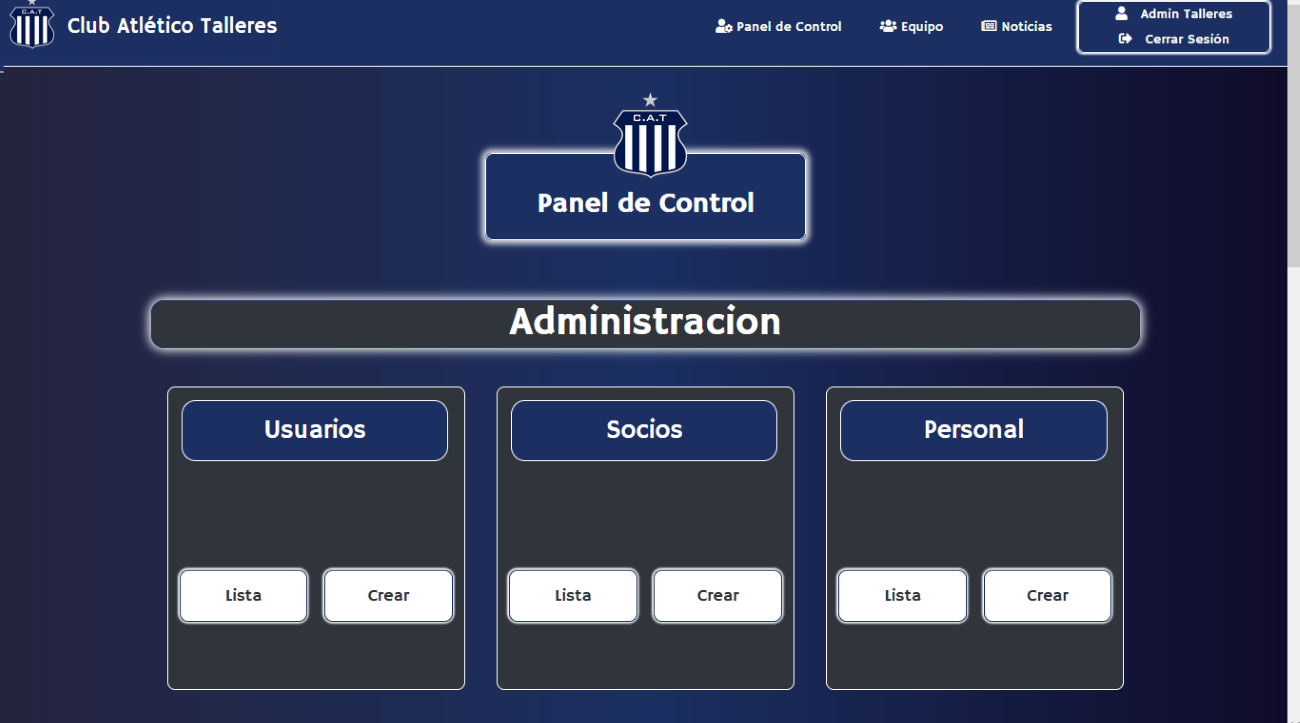 C.A.T
Club Atlético Talleres
Panel de Control
Equipo
Noticias
Admin Talleres
Cerrar Sesión
C.A.T
Panel de Control
Administracion
Usuarios
Socios
Personal
Lista
Crear
Lista
Crear
Lista
Crear